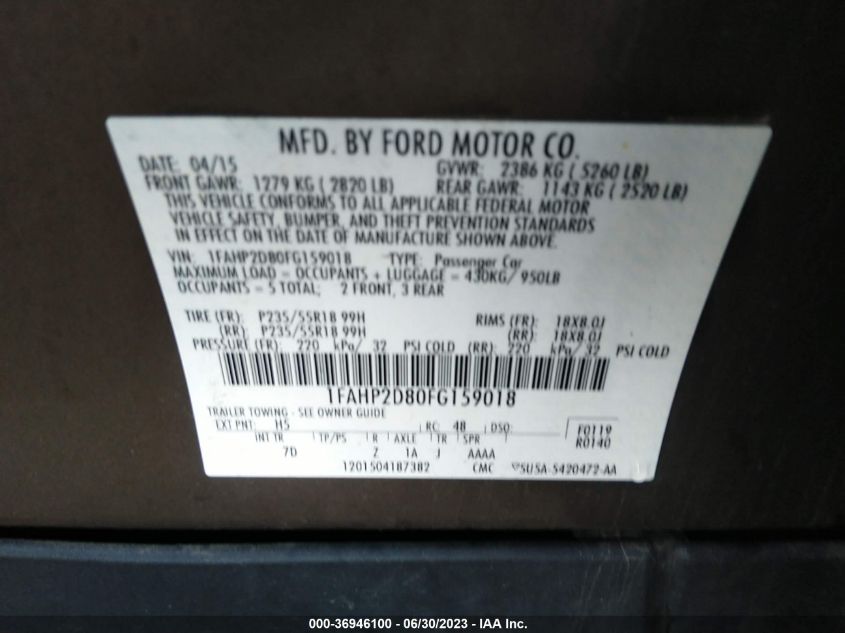 MFD. BY FORD MOTOR CO.
DATE: 04/15 GVWR: 2386 KG ( 5260 LB)
FRONT GAWR: 1279 KG ( 2820 LB) REAR GAWR: 1143 KG ( 2520 LB)
THIS VEHICLE CONFORMS TO ALL APPLICABLE FEDERAL MOTOR
VEHICLE SAFETY, BUMPER, AND THEFT PREVENTION STANDARDS
IN EFFECT ON THE DATE OF MANUFACTURE SHOWN ABOVE.
VIN: 1FAHP2D80FG159018 TYPE: Passenger Car
MAXIMUM LOAD = OCCUPANTS + LUGGAGE = 430KG/ 950LB
OCCUPANTS = 5 TOTAL; 2 FRONT, 3 REAR
TIRE (FR): P235/55R18 99H RIMS (FR): 18X8.0J
(RR): P235/55R18 99H (RR): 18X8.0J
PRESSURE (FR): 220 kPa/ 32 PSI COLD (RR): 220 kPa/ 32 PSI COLD
1FAHP2D80FG159018
TRAILER TOWING - SEE OWNER GUIDE
EXT PNT: H5 RC: 48 DSO: F0119
INT TR TP/PS R AXLE TR SPR R0140
7D Z 1A J AAAA
1201504187382 CMC 5U5A-5420472-AA
000-36946100 - 06/30/2023 - IAA Inc.